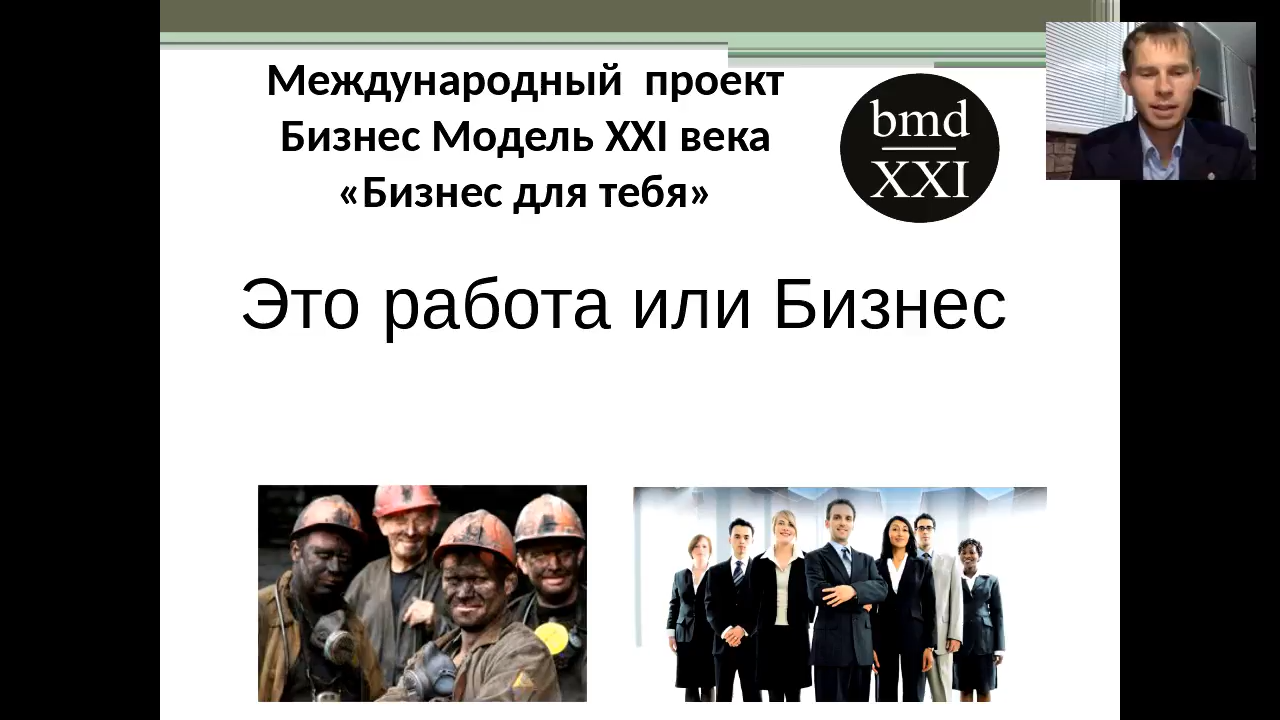 Международный проект
Бизнес Модель XXI века
«Бизнес для тебя»
bmd
XXI
Это работа или Бизнес